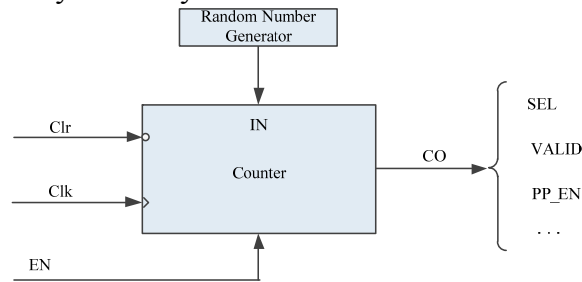 Random Number
Generator
Clr
IN
SEL
CO
VALID
Counter
Clk
PP_EN
. . .
EN